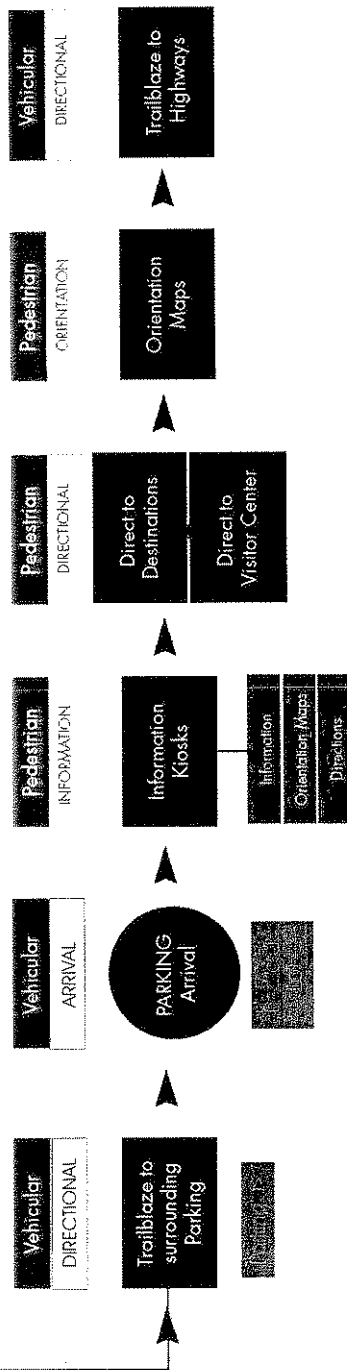 Vehicular
DIRECTIONAL
Trailblaze to
surrounding
Parking
Vehicular
ARRIVAL
PARKING
Arrival
Pedestrian
INFORMATION
Information
Kiosks
Information
Orientation Maps
Directions
Pedestrian
DIRECTIONAL
Direct to
Destinations
Direct to
Visitor Center
Pedestrian
ORIENTATION
Orientation
Maps
Vehicular
DIRECTIONAL
Trailblaze to
Highways